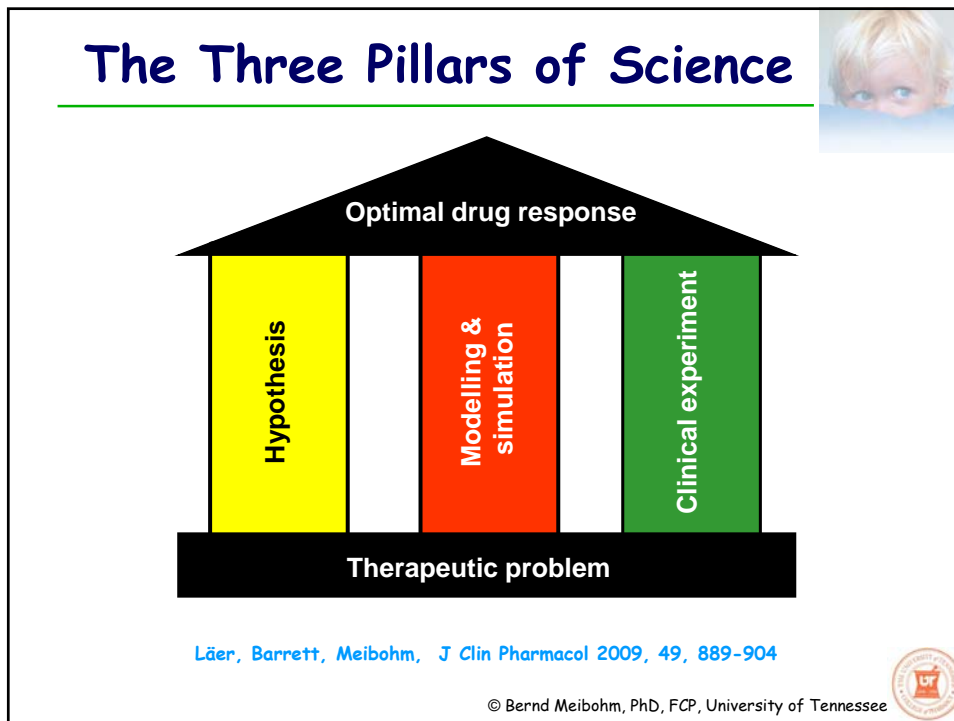 The Three Pillars of Science
Optimal drug response
Hypothesis
Modelling &
simulation
Clinical experiment
Therapeutic problem
Läer, Barrett, Meibohm, J Clin Pharmacol 2009, 49, 889-904
© Bernd Meibohm, PhD, FCP, University of Tennessee
UT